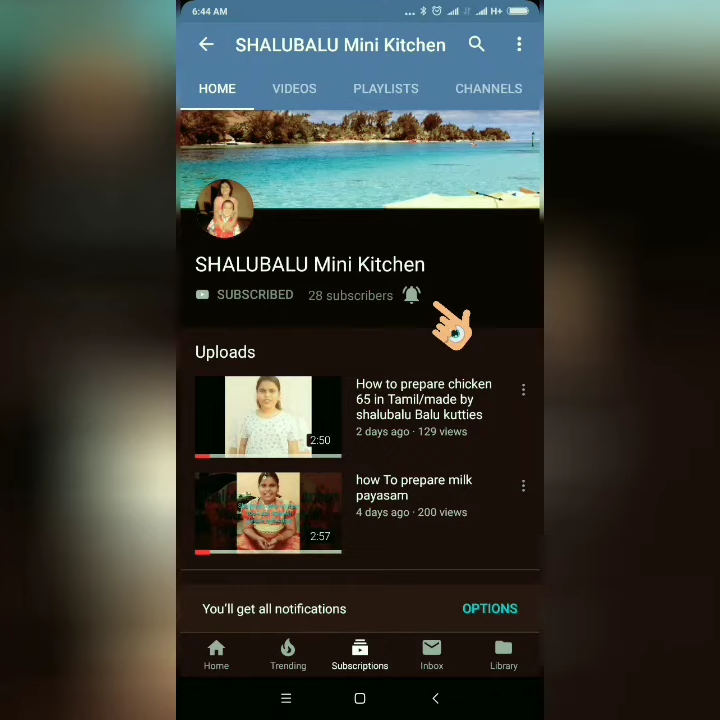 6:44 AM
H+
SHALUBALU Mini Kitchen
HOME
VIDEOS
PLAYLISTS
CHANNELS
SHALUBALU Mini Kitchen
SUBSCRIBED
28 subscribers
Uploads
How to prepare chicken
65 in Tamil/made by
shalubalu Balu kutties
2 days ago · 129 views
2:50
how To prepare milk
payasam
4 days ago · 200 views
2:57
You'll get all notifications
OPTIONS
Home
Trending
Subscriptions
Inbox
Library